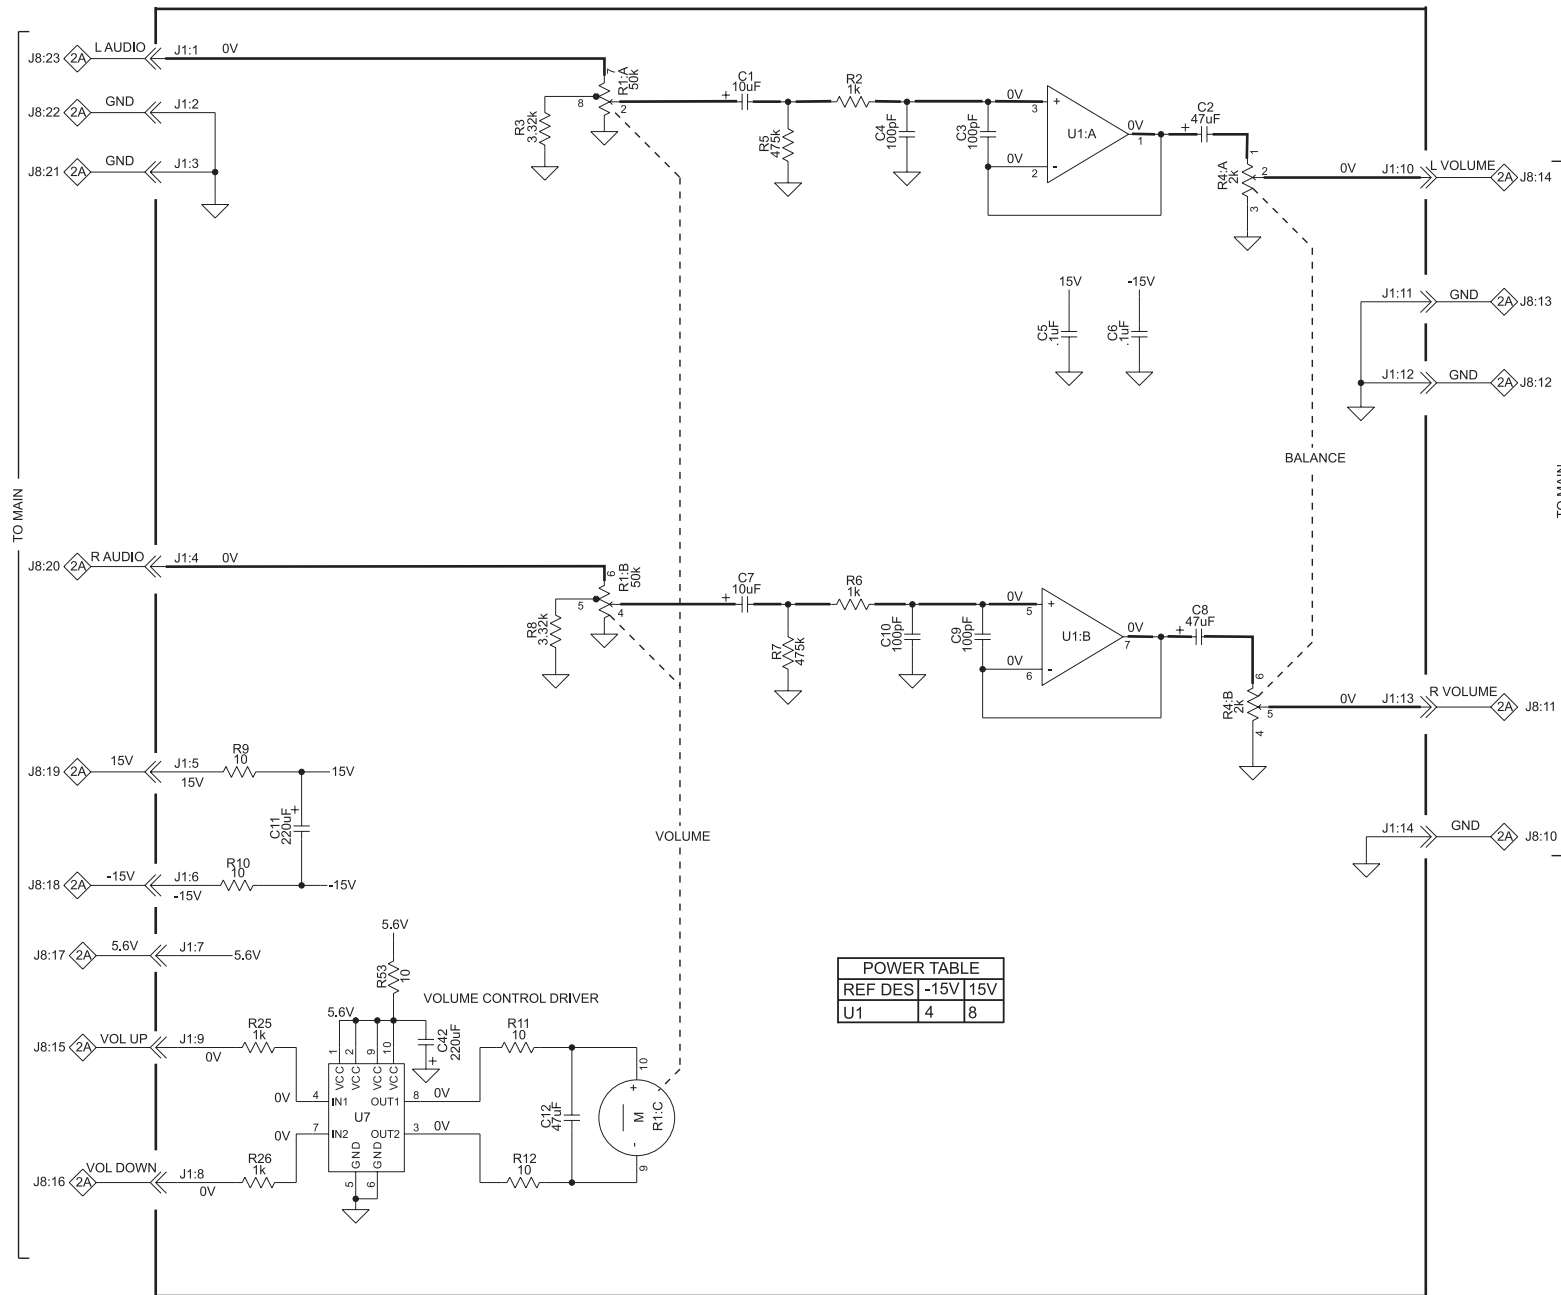 L AUDIO
J8:23 2A J1:1 0V
GND
J8:22 2A J1:2
GND
J8:21 2A J1:3
7
R1:A
50k
8
2
R3
3.32k
C1
10uF
+
R5
475k
R2
1k
C4
100pF
C3
100pF
0V
3
+
U1:A
0V
2
-
0V
1
C2
47uF
+
1
R4:A
2k
2
3
0V
J1:10 L VOLUME 2A J8:14
15V
C5
.1uF
-15V
C6
.1uF
J1:11 GND 2A J8:13
J1:12 GND 2A J8:12
BALANCE
TO MAIN
TO MAIN
R AUDIO
J8:20 2A J1:4 0V
6
R1:B
50k
5
4
R8
3.32k
C7
10uF
+
R7
475k
R6
1k
C10
100pF
C9
100pF
0V
5
+
U1:B
0V
6
-
0V
7
C8
47uF
+
6
R4:B
2k
5
4
0V
J1:13 R VOLUME 2A J8:11
J8:19 2A 15V J1:5
15V
R9
10
15V
C11
220uF
+
J8:18 2A -15V J1:6
-15V
R10
10
-15V
VOLUME
J1:14 GND 2A J8:10
J8:17 2A 5.6V J1:7 5.6V
5.6V
R53
10
VOLUME CONTROL DRIVER
5.6V
C42
220uF
+
POWER TABLE
REF DES -15V 15V
U1 4 8
J8:15 2A VOL UP J1:9
0V
R25
1k
1 2 9 10
VCC VCC VCC VCC
0V 4 IN1 OUT1 8 0V
U7
0V 7 IN2 OUT2 3 0V
GND GND
5 6
R11
10
C12
47uF
R12
10
10
+
M
R1:C
-
9
J8:16 2A VOL DOWN J1:8
0V
R26
1k